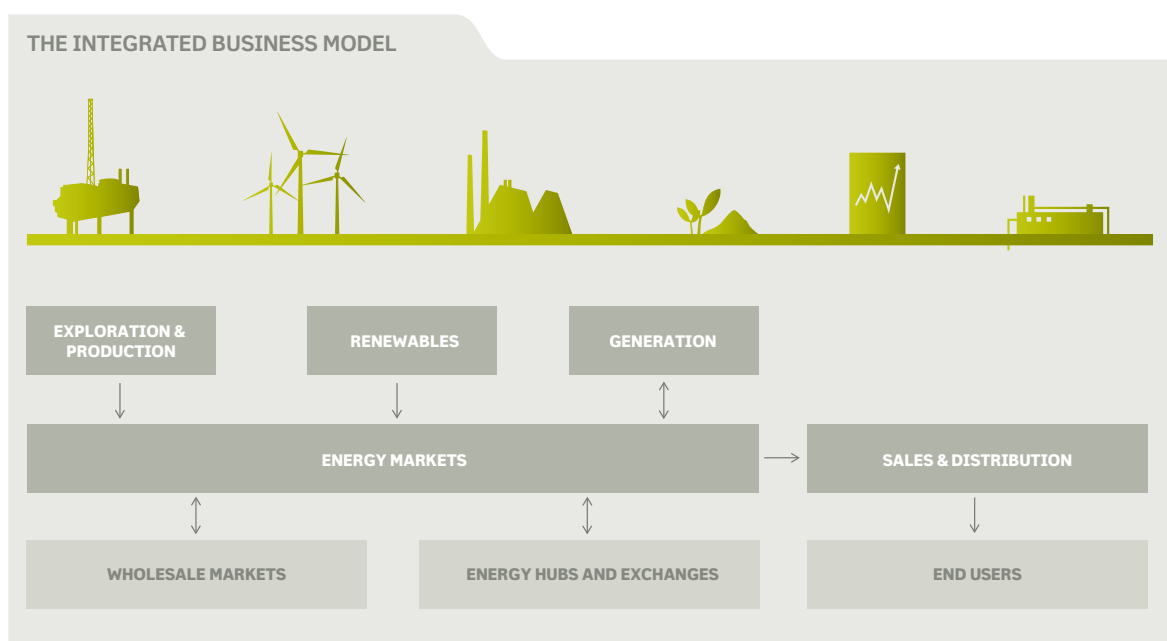 THE INTEGRATED BUSINESS MODEL
EXPLORATION &
PRODUCTION
RENEWABLES
GENERATION
ENERGY MARKETS
SALES & DISTRIBUTION
WHOLESALE MARKETS
ENERGY HUBS AND EXCHANGES
END USERS